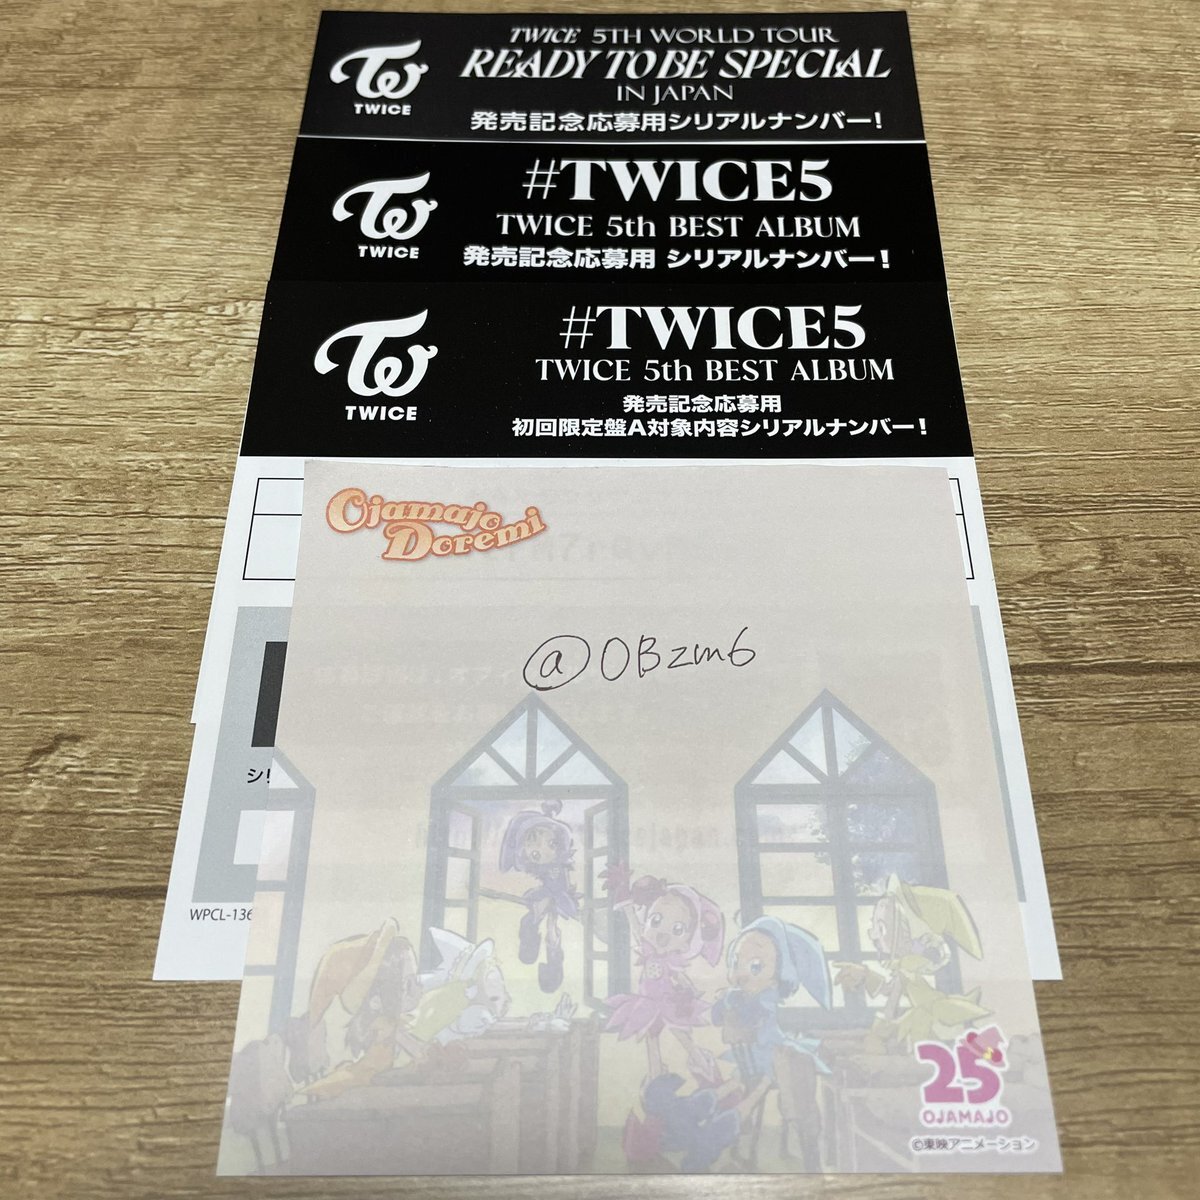 TWICE
TWICE 5TH WORLD TOUR
READY TO BE SPECIAL
IN JAPAN
発売記念応募用シリアルナンバー!
TWICE
#TWICE5
TWICE 5th BEST ALBUM
発売記念応募用 シリアルナンバー!
TWICE
#TWICE5
TWICE 5th BEST ALBUM
発売記念応募用
初回限定盤A対象内容シリアルナンバー!
Ojamajo
Doremi
@OBzm6
シリ
WPCL-136
25
OJAMAJO
©東映アニメーション